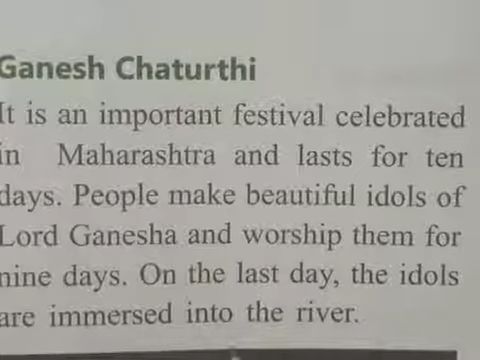 Ganesh Chaturthi
It is an important festival celebrated
in Maharashtra and lasts for ten
days. People make beautiful idols of
Lord Ganesha and worship them for
nine days. On the last day, the idols
are immersed into the river.